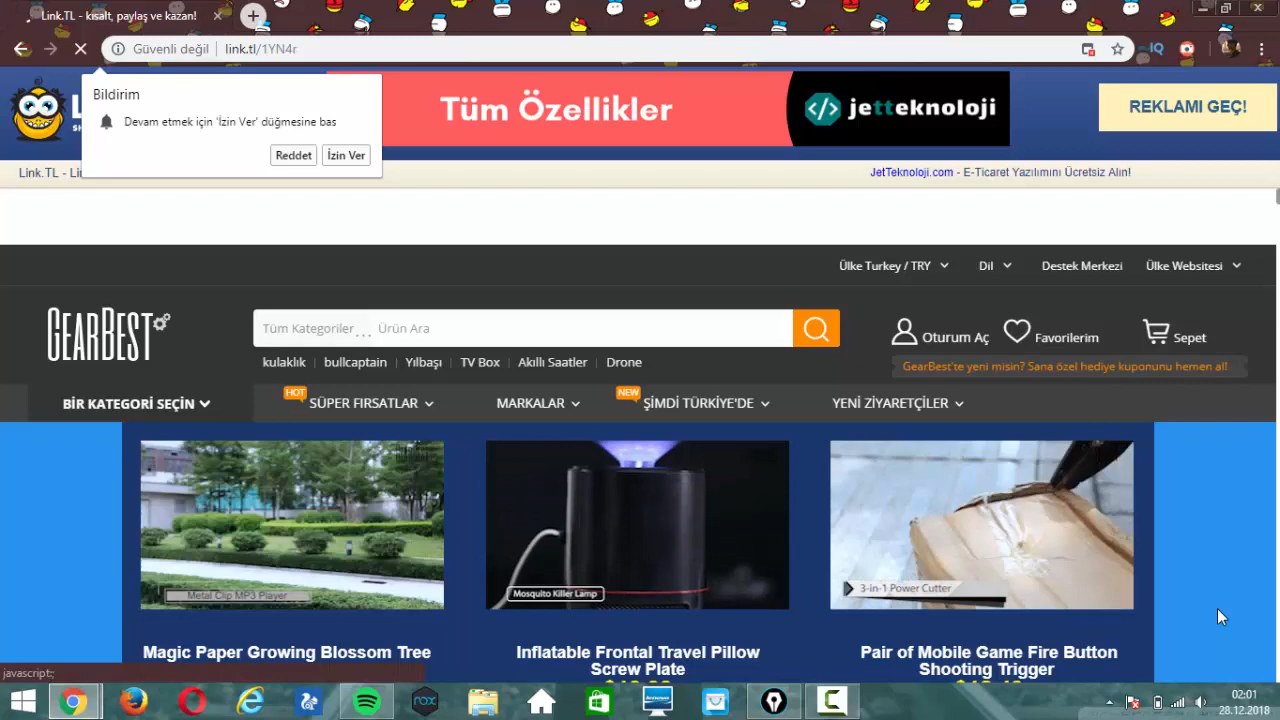 Link.TL - kısalt, paylaş ve kazan!
Güvenli değil
link.tl/1YN4r
IQ
Bildirim
Devam etmek için 'İzin Ver' düğmesine bas
Reddet
İzin Ver
Tüm Özellikler
jetteknoloji
REKLAMI GEÇ!
Link.TL - Li
JetTeknoloji.com - E-Ticaret Yazılımını Ücretsiz Alın!
Ülke Turkey / TRY
Dil
Destek Merkezi
Ülke Websitesi
GEARBEST
Tüm Kategoriler...
Ürün Ara
Oturum Aç
Favorilerim
Sepet
kulaklık
bullcaptain
Yılbaşı
TV Box
Akıllı Saatler
Drone
GearBest'te yeni misin? Sana özel hediye kuponunu hemen al!
BİR KATEGORİ SEÇİN
HOT
SÜPER FIRSATLAR
MARKALAR
NEW
ŞİMDİ TÜRKİYE'DE
YENİ ZİYARETÇİLER
Metal Clip MP3 Player
Mosquito Killer Lamp
3-in-1 Power Cutter
Magic Paper Growing Blossom Tree
Inflatable Frontal Travel Pillow
Screw Plate
Pair of Mobile Game Fire Button
Shooting Trigger
javascript:;
nox
02:01
28.12.2018